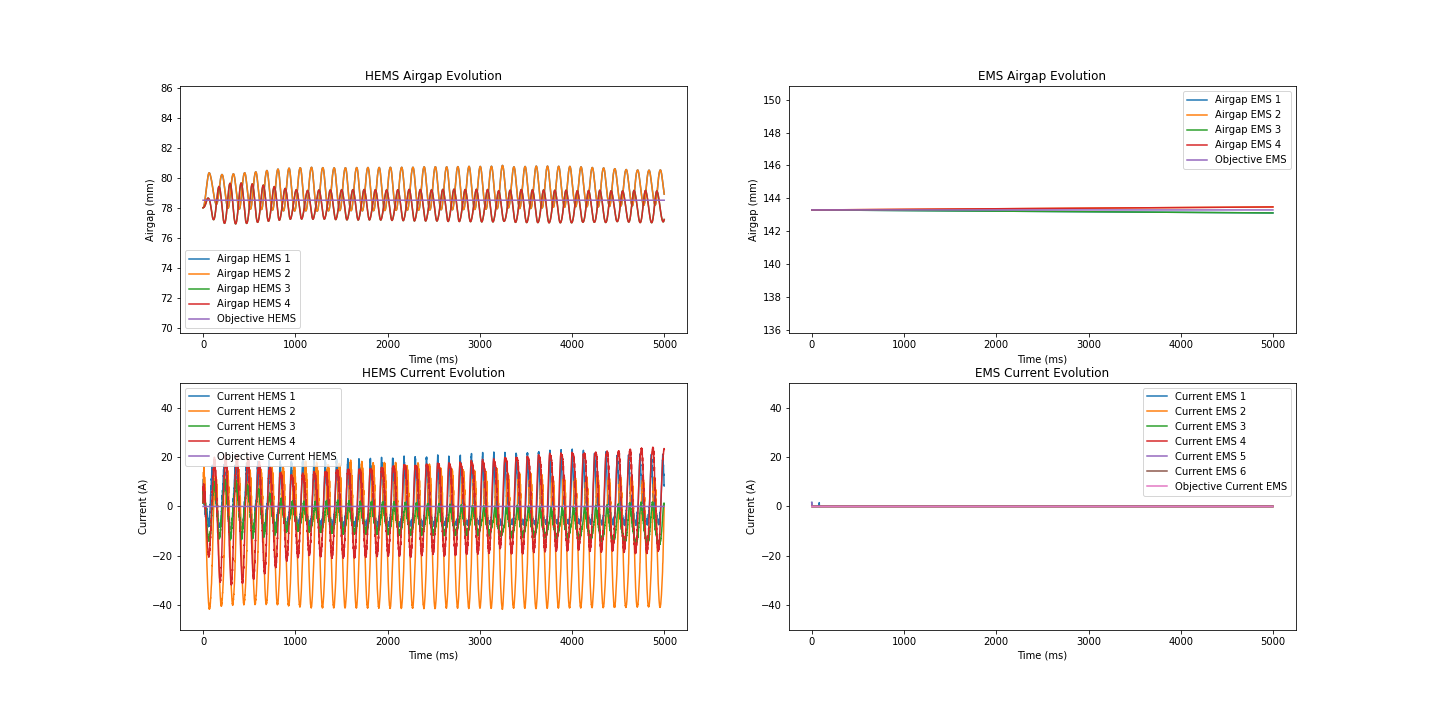 HEMS Airgap Evolution
86
84
82
80
78
76
74
72
70
Airgap (mm)
Airgap HEMS 1
Airgap HEMS 2
Airgap HEMS 3
Airgap HEMS 4
Objective HEMS
0 1000 2000 3000 4000 5000
Time (ms)
EMS Airgap Evolution
150
148
146
144
142
140
138
136
Airgap (mm)
Airgap EMS 1
Airgap EMS 2
Airgap EMS 3
Airgap EMS 4
Objective EMS
0 1000 2000 3000 4000 5000
Time (ms)
HEMS Current Evolution
40
20
0
−20
−40
Current (A)
Current HEMS 1
Current HEMS 2
Current HEMS 3
Current HEMS 4
Objective Current HEMS
0 1000 2000 3000 4000 5000
Time (ms)
EMS Current Evolution
40
20
0
−20
−40
Current (A)
Current EMS 1
Current EMS 2
Current EMS 3
Current EMS 4
Current EMS 5
Current EMS 6
Objective Current EMS
0 1000 2000 3000 4000 5000
Time (ms)